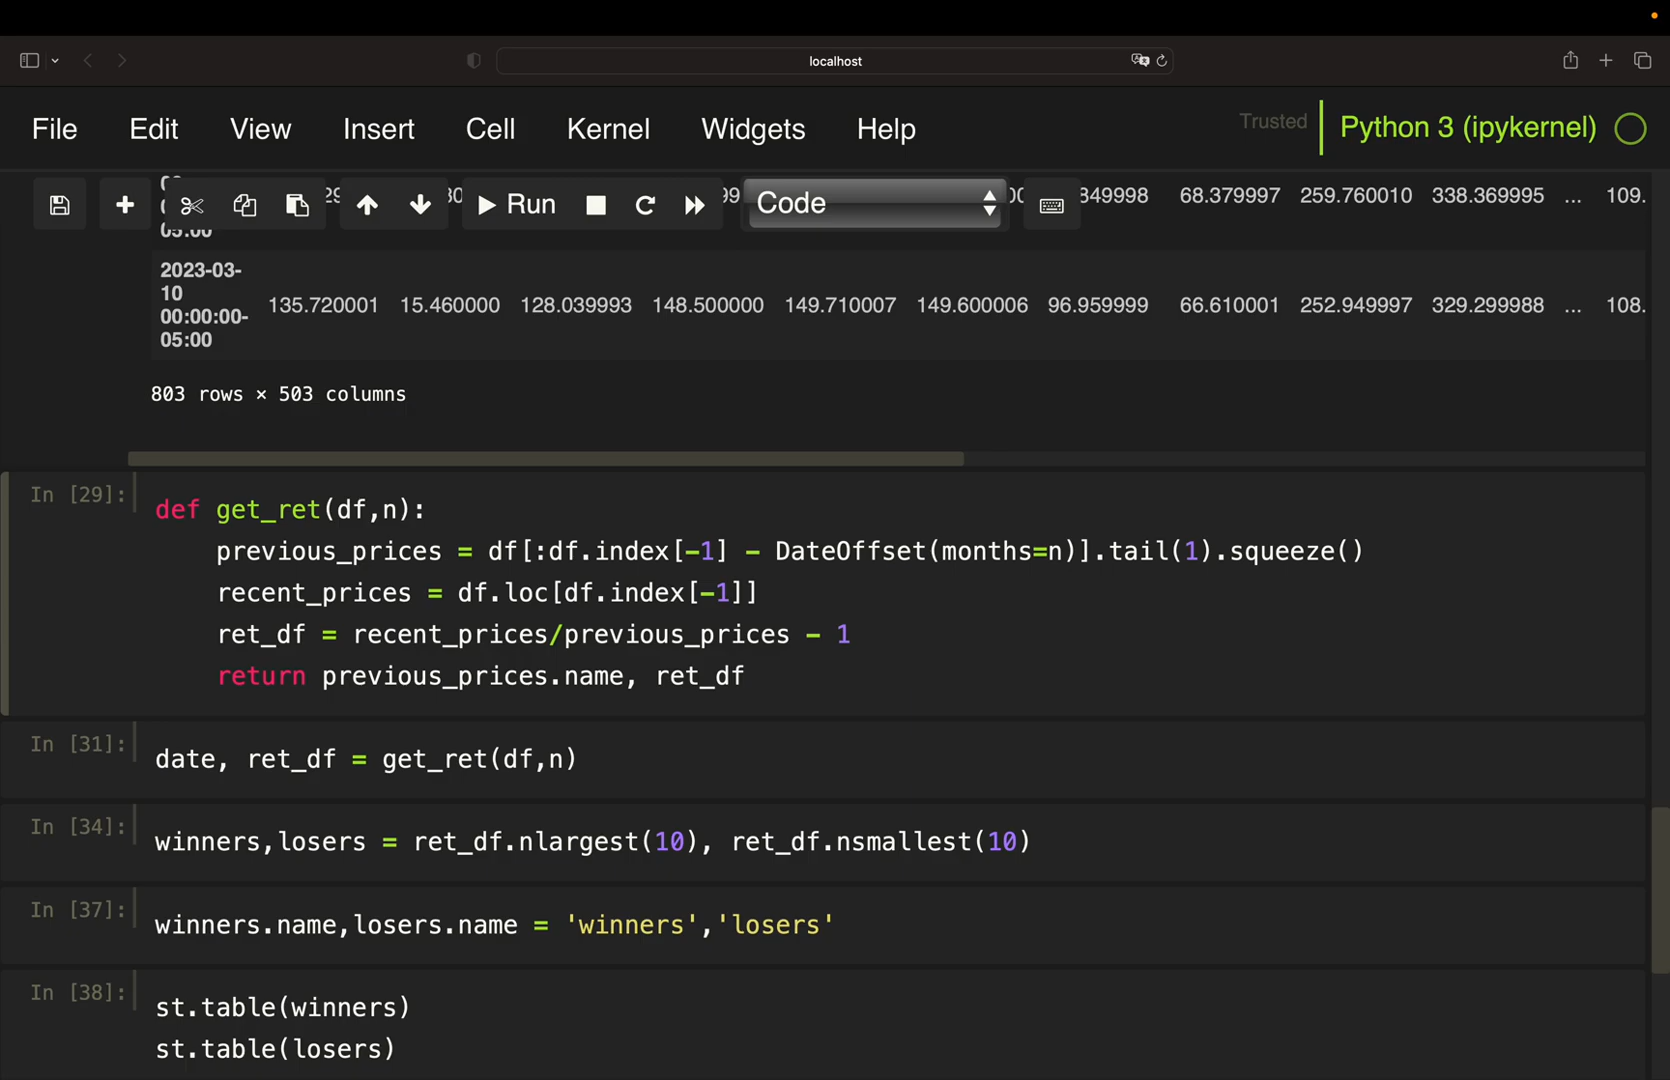 localhost
File Edit View Insert Cell Kernel Widgets Help Trusted Python 3 (ipykernel)
Run Code
849998 68.379997 259.760010 338.369995 ... 109.
05:00
2023-03-
10
00:00:00-
05:00
135.720001 15.460000 128.039993 148.500000 149.710007 149.600006 96.959999 66.610001 252.949997 329.299988 ... 108.
803 rows × 503 columns
In [29]:
def get_ret(df,n):
previous_prices = df[:df.index[-1] - DateOffset(months=n)].tail(1).squeeze()
recent_prices = df.loc[df.index[-1]]
ret_df = recent_prices/previous_prices - 1
return previous_prices.name, ret_df
In [31]:
date, ret_df = get_ret(df,n)
In [34]:
winners,losers = ret_df.nlargest(10), ret_df.nsmallest(10)
In [37]:
winners.name,losers.name = 'winners','losers'
In [38]:
st.table(winners)
st.table(losers)